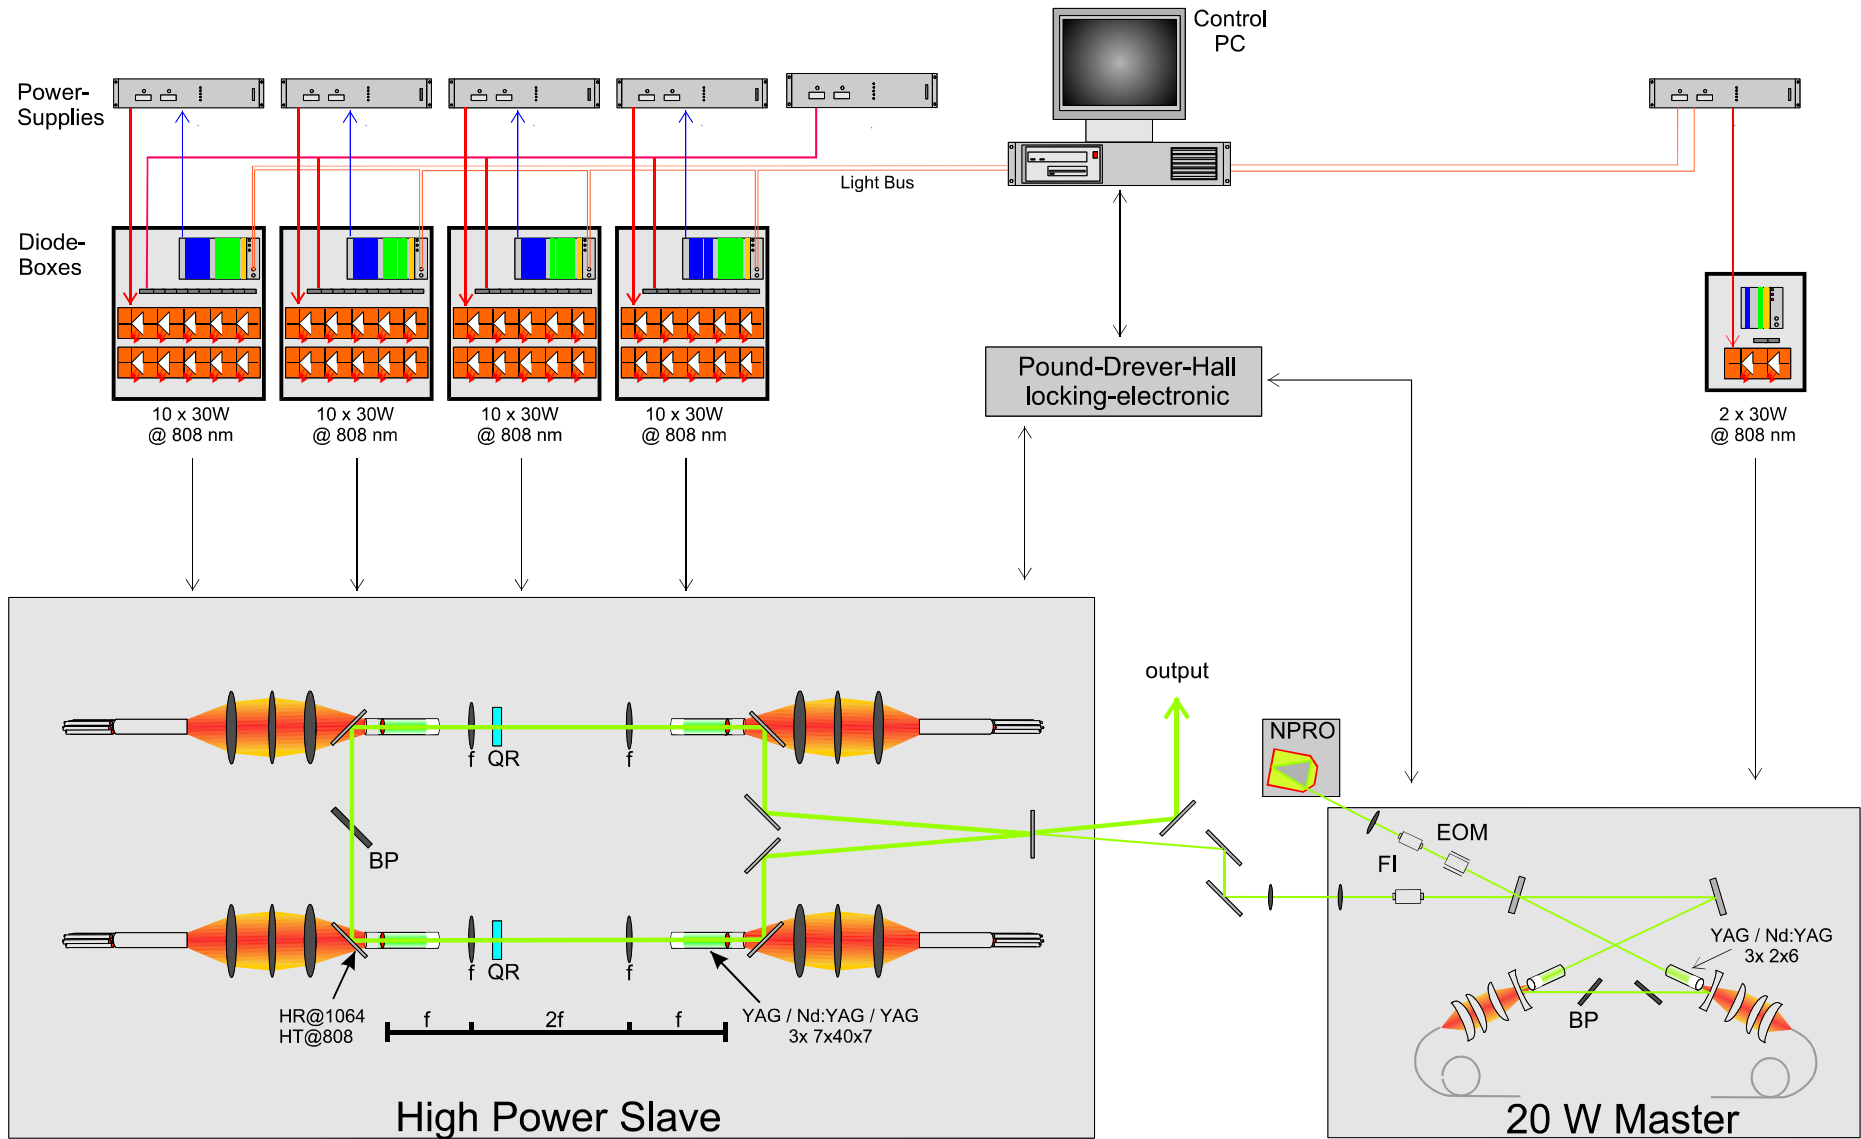 Control
PC
Power-
Supplies
Light Bus
Diode-
Boxes
10 x 30W
@ 808 nm
10 x 30W
@ 808 nm
10 x 30W
@ 808 nm
10 x 30W
@ 808 nm
Pound-Drever-Hall
locking-electronic
2 x 30W
@ 808 nm
output
NPRO
f
QR
f
EOM
FI
BP
YAG / Nd:YAG
3x 2x6
f
QR
f
HR@1064
HT@808
f
2f
f
YAG / Nd:YAG / YAG
3x 7x40x7
BP
High Power Slave
20 W Master